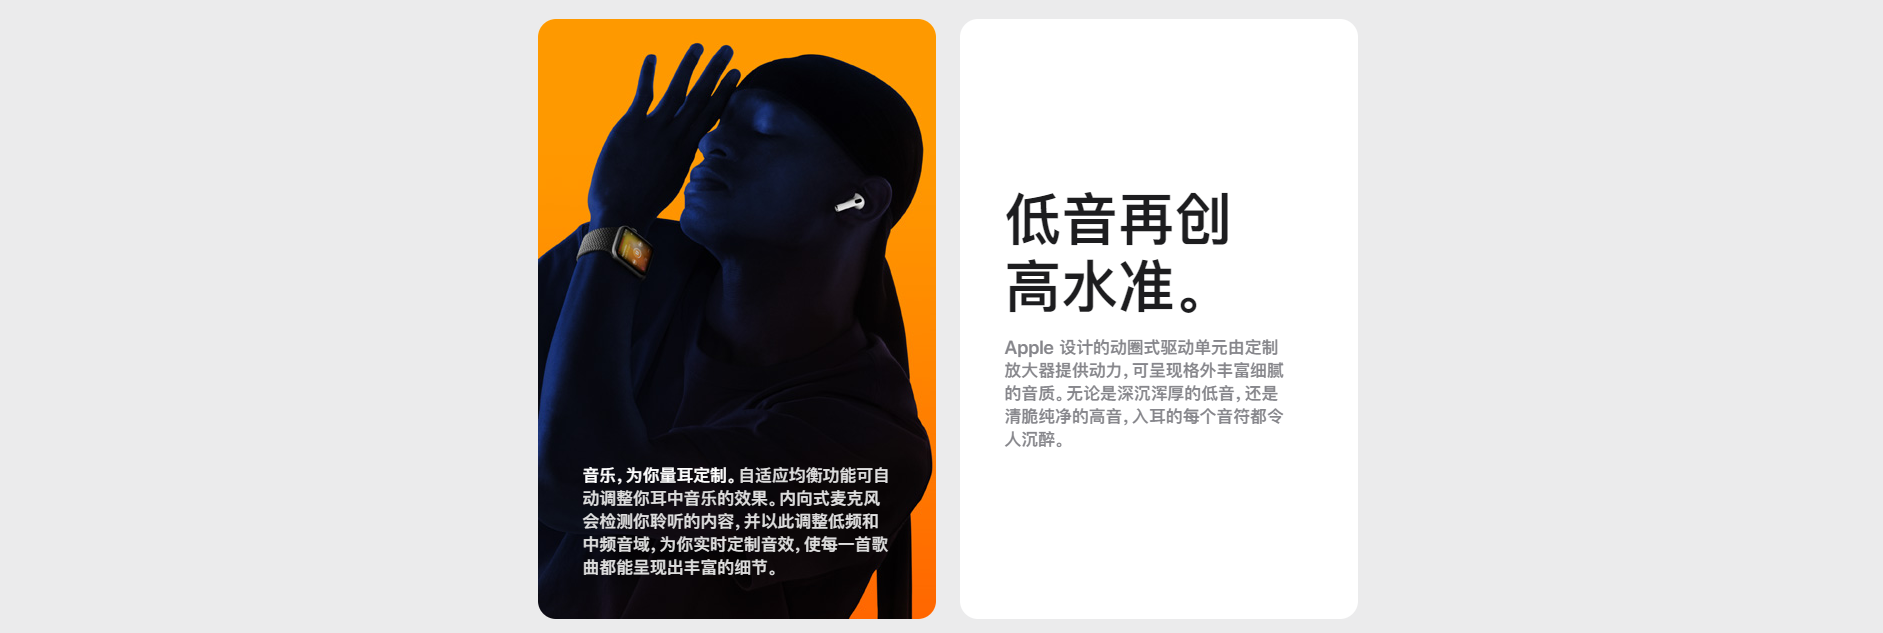 音乐，为你量耳定制。自适应均衡功能可自
动调整你耳中音乐的效果。内向式麦克风
会检测你聆听的内容，并以此调整低频和
中频音域，为你实时定制音效，使每一首歌
曲都能呈现出丰富的细节。
低音再创
高水准。
Apple 设计的动圈式驱动单元由定制
放大器提供动力，可呈现格外丰富细腻
的音质。无论是深沉浑厚的低音，还是
清脆纯净的高音，入耳的每个音符都令
人沉醉。